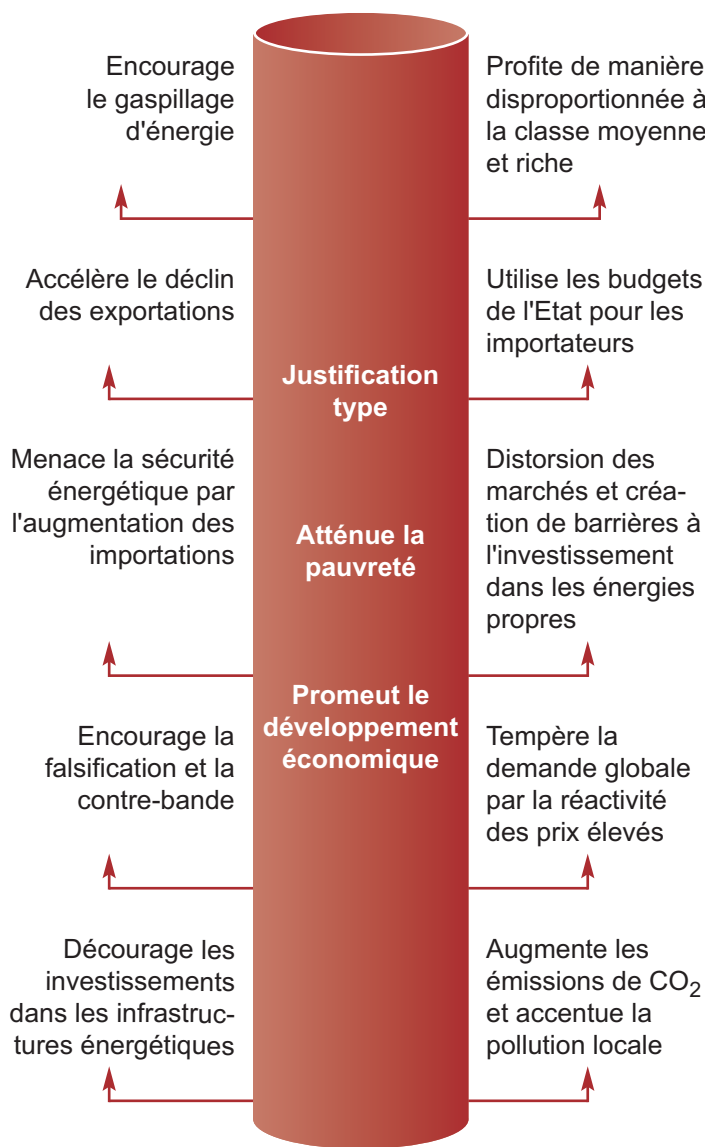 Encourage
le gaspillage
d'énergie
Profite de manière
disproportionnée à
la classe moyenne
et riche
Accélère le déclin
des exportations
Utilise les budgets
de l'Etat pour les
importateurs
Justification
type
Menace la sécurité
énergétique par
l'augmentation des
importations
Atténue la
pauvreté
Distorsion des
marchés et créa-
tion de barrières à
l'investissement
dans les énergies
propres
Promeut le
développement
économique
Encourage la
falsification et la
contre-bande
Tempère la
demande globale
par la réactivité
des prix élevés
Décourage les
investissements
dans les infrastruc-
tures énergétiques
Augmente les
émissions de CO2
et accentue la
pollution locale